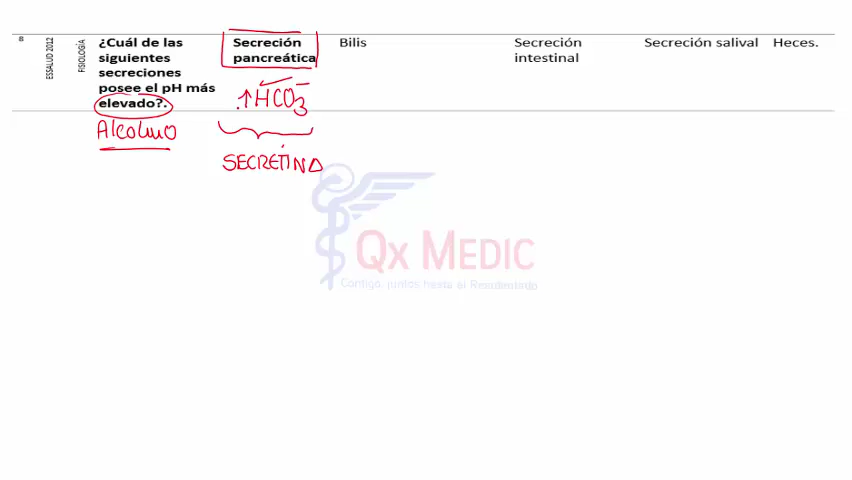 8
ESSALUD 2012
FISIOLOGÍA
¿Cuál de las
siguientes
secreciones
posee el pH más
elevado?.
Secreción
pancreática
Bilis
Secreción
intestinal
Secreción salival
Heces.
Alcalino
↑HCO3-
SECRETINA
Qx MEDIC
Contigo, juntos hasta el Residentado